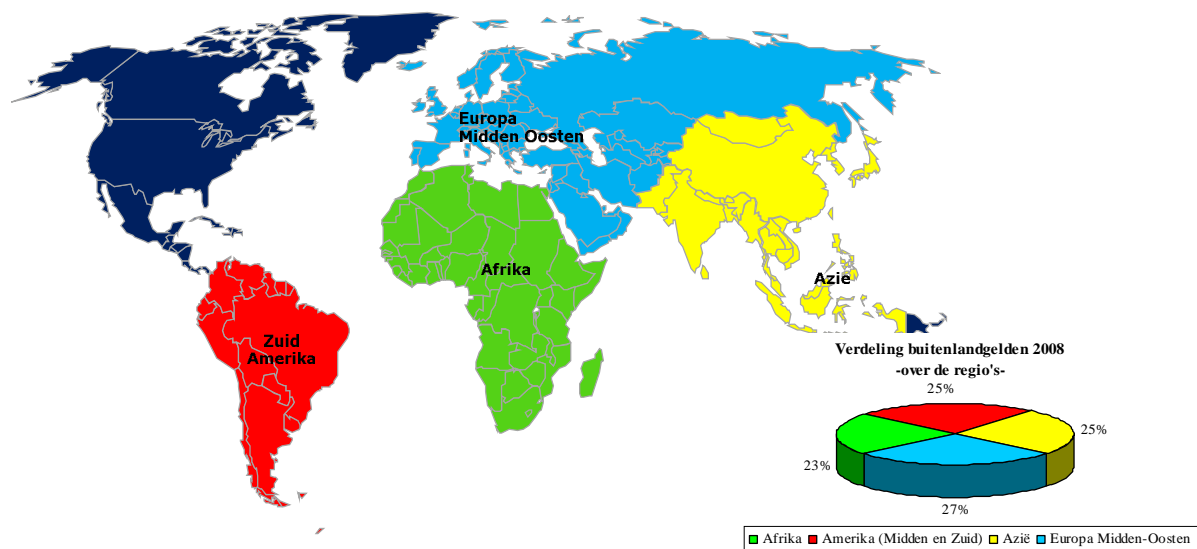 Europa
Midden Oosten
Afrika
Azie
Zuid
Amerika
Verdeling buitenlandgelden 2008
-over de regio's-
25%
25%
23%
27%
Afrika Amerika (Midden en Zuid) Azië Europa Midden-Oosten